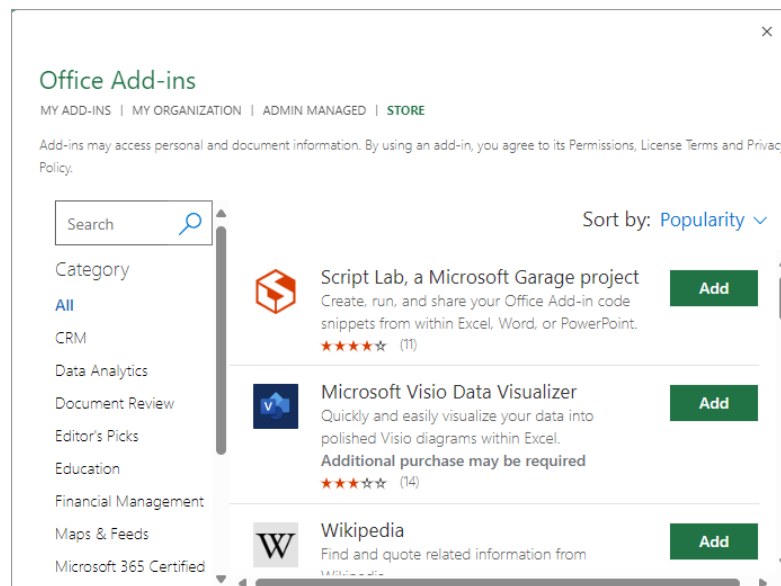 Office Add-ins
MY ADD-INS | MY ORGANIZATION | ADMIN MANAGED | STORE
Add-ins may access personal and document information. By using an add-in, you agree to its Permissions, License Terms and Privac
Policy.
Search
Sort by: Popularity
Category
All
CRM
Data Analytics
Document Review
Editor's Picks
Education
Financial Management
Maps & Feeds
Microsoft 365 Certified
Script Lab, a Microsoft Garage project
Create, run, and share your Office Add-in code
snippets from within Excel, Word, or PowerPoint.
(11)
Add
Microsoft Visio Data Visualizer
Quickly and easily visualize your data into
polished Visio diagrams within Excel.
Additional purchase may be required
(14)
Add
W
Wikipedia
Find and quote related information from
Wikipedia
Add